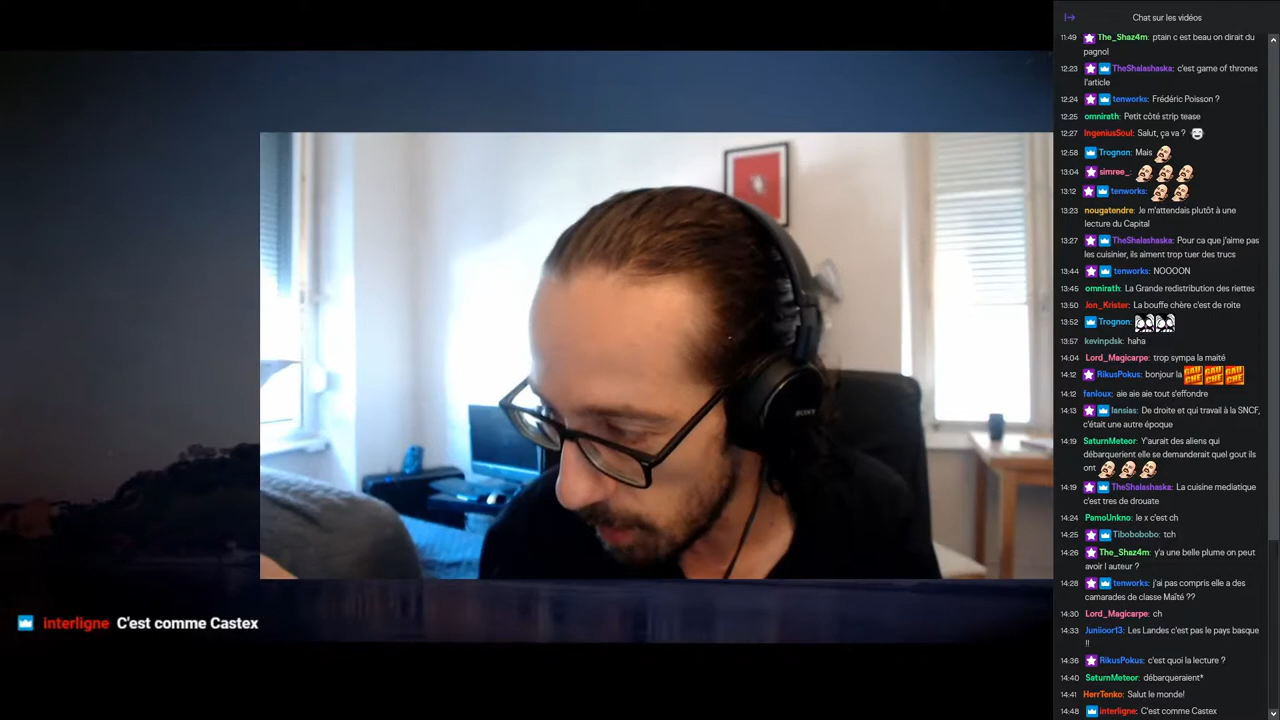 Chat sur les vidéos
11:49 The_Shaz4m: ptain c est beau on dirait du
pagnol
12:23 TheShalashaska: c'est game of thrones
l'article
12:24 tenworks: Frédéric Poisson ?
12:25 omnirath: Petit côté strip tease
12:27 IngeniusSoul: Salut, ça va ?
12:58 Trognon: Mais
13:04 simree_:
13:12 tenworks:
13:23 nougatendre: Je m'attendais plutôt à une
lecture du Capital
13:27 TheShalashaska: Pour ca que j'aime pas
les cuisinier, ils aiment trop tuer des trucs
13:44 tenworks: NOOOON
13:45 omnirath: La Grande redistribution des riettes
13:50 Jon_Krister: La bouffe chère c'est de roite
13:52 Trognon:
13:57 kevinpdsk: haha
14:04 Lord_Magicarpe: trop sympa la maité
14:12 RikusPokus: bonjour la GAUCHE GAUCHE GAUCHE
14:12 fanloux: aie aie aie tout s'effondre
14:13 lansias: De droite et qui travail à la SNCF,
c'était une autre époque
14:19 SaturnMeteor: Y'aurait des aliens qui
débarquerient elle se demanderait quel gout ils
ont
14:19 TheShalashaska: La cuisine mediatique
c'est tres de drouate
14:24 PamoUnkno: le x c'est ch
14:25 Tibobobobo: tch
14:26 The_Shaz4m: y'a une belle plume on peut
avoir l auteur ?
14:28 tenworks: j'ai pas compris elle a des
camarades de classe Maïté ??
14:30 Lord_Magicarpe: ch
14:33 Juniioor13: Les Landes c'est pas le pays basque
!!
14:36 RikusPokus: c'est quoi la lecture ?
14:40 SaturnMeteor: débarqueraient*
14:41 HerrTenko: Salut le monde!
14:48 interligne: C'est comme Castex
SONY
interligne C'est comme Castex